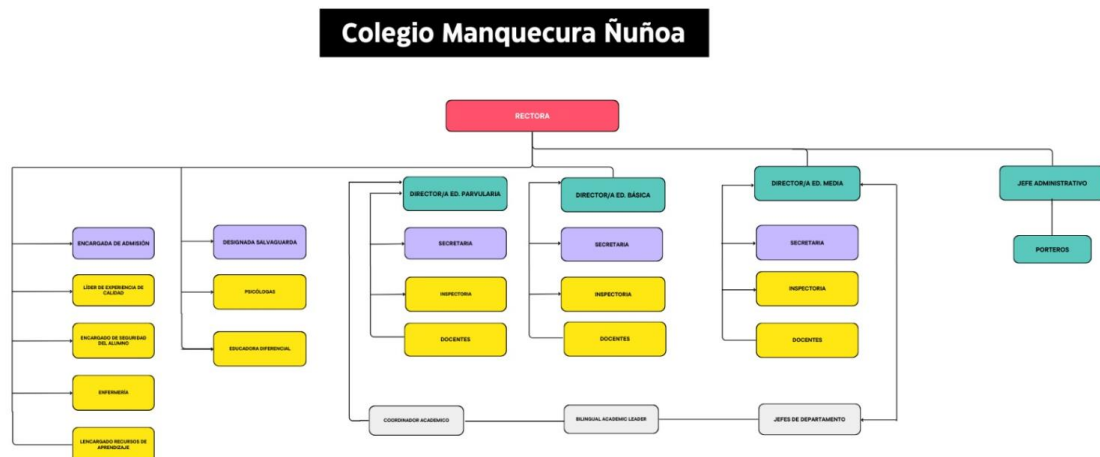 Colegio Manquecura Ñuñoa
RECTORA
DIRECTOR/A ED. PARVULARIA
DIRECTOR/A ED. BÁSICA
DIRECTOR/A ED. MEDIA
JEFE ADMINISTRATIVO
ENCARGADA DE ADMISIÓN
DESIGNADA SALVAGUARDA
SECRETARIA
SECRETARIA
SECRETARIA
PORTEROS
LÍDER DE EXPERIENCIA DE
CALIDAD
PSICÓLOGAS
INSPECTORIA
INSPECTORIA
INSPECTORIA
ENCARGADO DE SEGURIDAD
DEL ALUMNO
EDUCADORA DIFERENCIAL
DOCENTES
DOCENTES
DOCENTES
ENFERMERÍA
COORDINADOR ACADEMICO
BILINGUAL ACADEMIC LEADER
JEFES DE DEPARTAMENTO
LENCARGADO RECURSOS DE
APRENDIZAJE